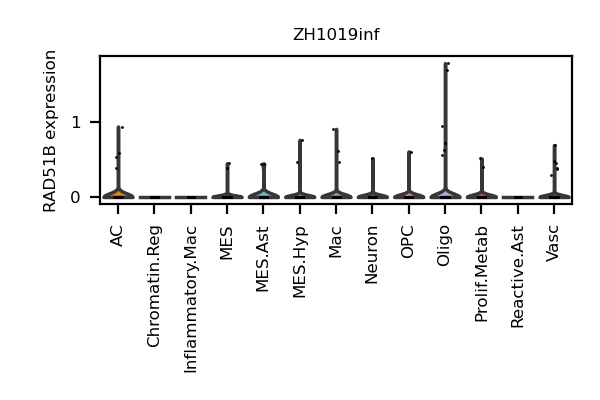 ZH1019inf
RAD51B expression
1
0
AC
Chromatin.Reg
Inflammatory.Mac
MES
MES.Ast
MES.Hyp
Mac
Neuron
OPC
Oligo
Prolif.Metab
Reactive.Ast
Vasc